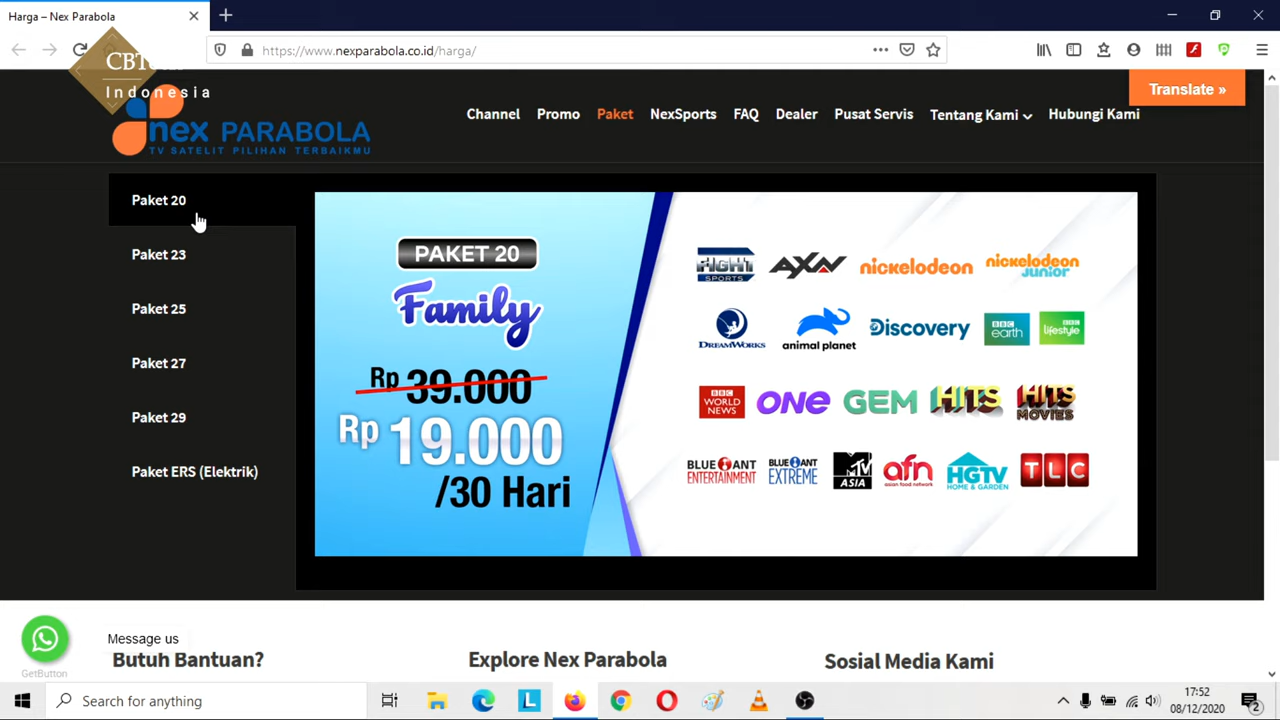 Harga – Nex Parabola
https://www.nexparabola.co.id/harga/
Indonesia
nex PARABOLA
TV SATELIT PILIHAN TERBAIKMU
Channel Promo Paket NexSports FAQ Dealer Pusat Servis Tentang Kami Hubungi Kami
Translate »
Paket 20
Paket 23
Paket 25
Paket 27
Paket 29
Paket ERS (Elektrik)
PAKET 20
Family
Rp 39.000
Rp 19.000
/30 Hari
FIGHT SPORTS AXN nickelodeon nickelodeon junior
DREAMWORKS animal planet Discovery BBC earth BBC lifestyle
BBC WORLD NEWS ONE GEM HITS HITS MOVIES
BLUE ANT ENTERTAINMENT BLUE ANT EXTREME MTV ASIA afn asian food network HGTV HOME & GARDEN TLC
Message us
GetButton
Butuh Bantuan? Explore Nex Parabola Sosial Media Kami
Search for anything
17:52
08/12/2020
2